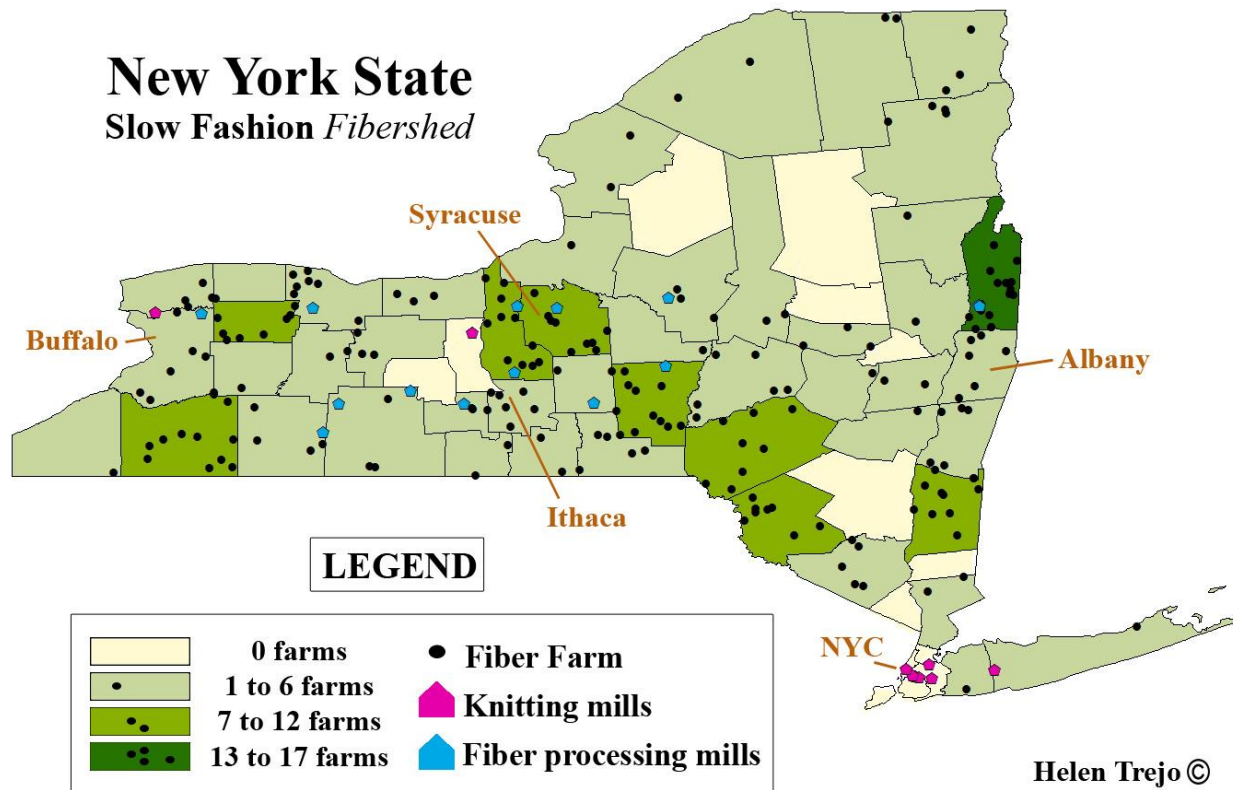 New York State
Slow Fashion Fibershed
Syracuse
Buffalo
Albany
Ithaca
NYC
LEGEND
0 farms
1 to 6 farms
7 to 12 farms
13 to 17 farms
Fiber Farm
Knitting mills
Fiber processing mills
Helen Trejo ©